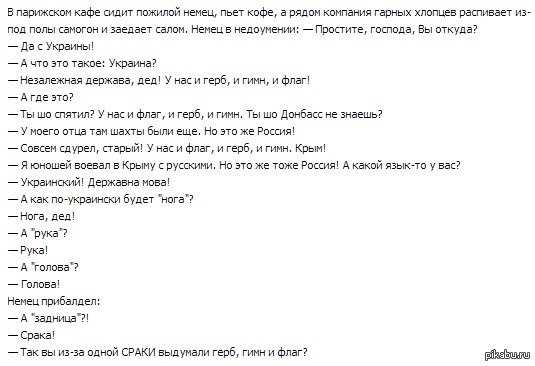 В парижском кафе сидит пожилой немец, пьет кофе, а рядом компания гарных хлопцев распивает из-
под полы самогон и заедает салом. Немец в недоумении: — Простите, господа, Вы откуда?
— Да с Украины!
— А что это такое: Украина?
— Незалежная держава, дед! У нас и герб, и гимн, и флаг!
— А где это?
— Ты шо спятил? У нас и флаг, и герб, и гимн. Ты шо Донбасс не знаешь?
— У моего отца там шахты были еще. Но это же Россия!
— Совсем сдурел, старый! У нас и флаг, и герб, и гимн. Крым!
— Я юношей воевал в Крыму с русскими. Но это же тоже Россия! А какой язык-то у вас?
— Украинский! Державна мова!
— А как по-украински будет "нога"?
— Нога, дед!
— А "рука"?
— Рука!
— А "голова"?
— Голова!
Немец прибалдел:
— А "задница"?!
— Срака!
— Так вы из-за одной СРАКИ выдумали герб, гимн и флаг?
pikabu.ru